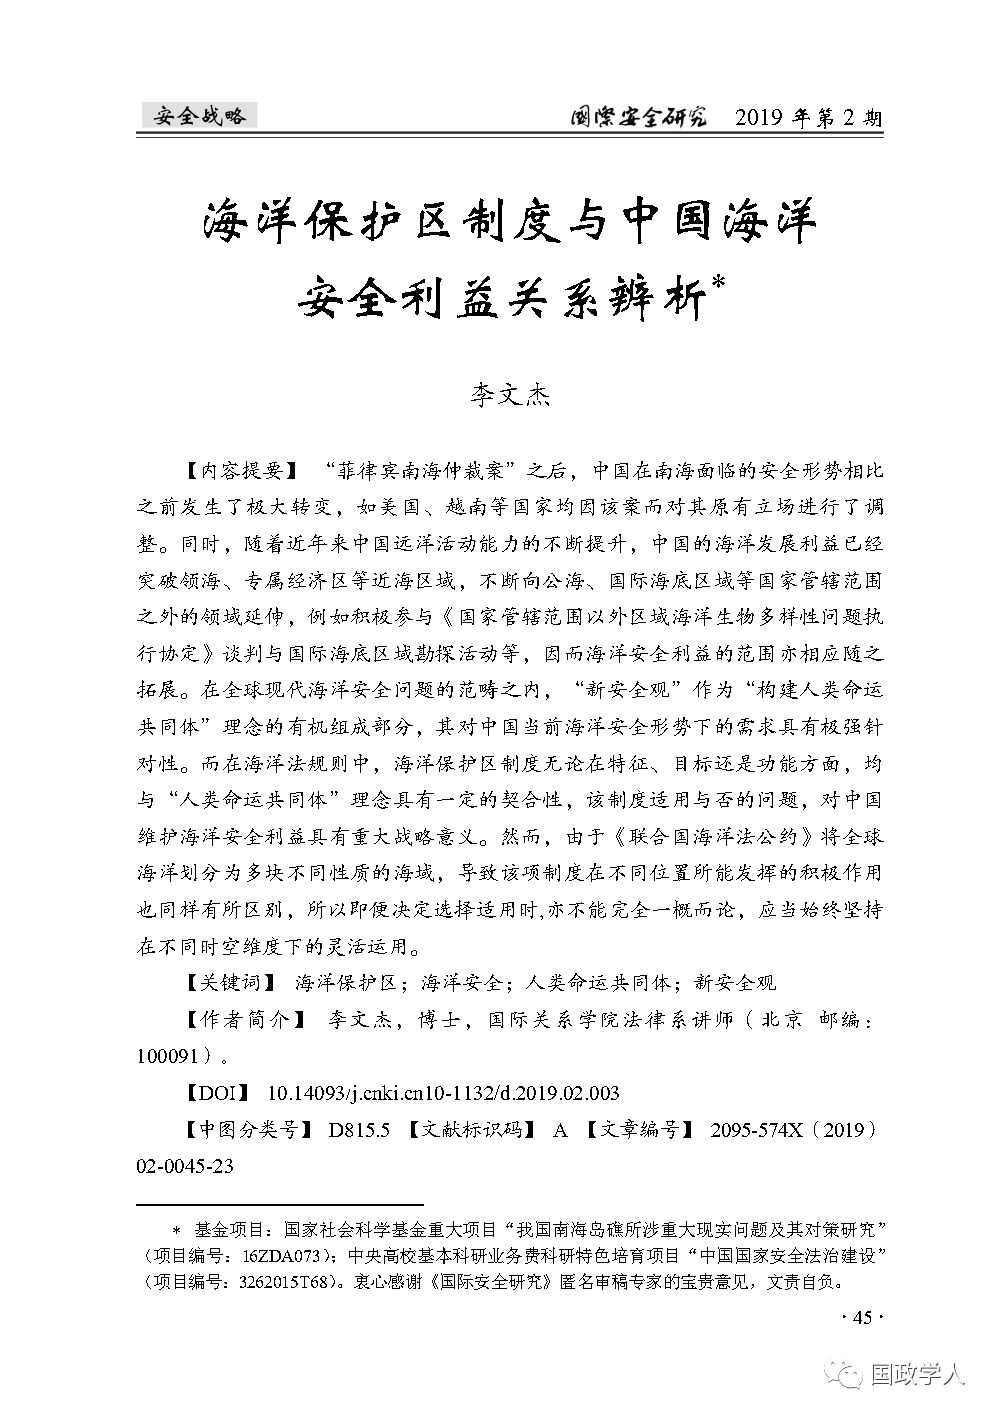 安全战略 国际安全研究 2019 年第 2 期
海洋保护区制度与中国海洋
安全利益关系辨析*
李文杰
【内容提要】 “菲律宾南海仲裁案”之后，中国在南海面临的安全形势相比
之前发生了极大转变，如美国、越南等国家均因该案而对其原有立场进行了调
整。同时，随着近年来中国远洋活动能力的不断提升，中国的海洋发展利益已经
突破领海、专属经济区等近海区域，不断向公海、国际海底区域等国家管辖范围
之外的领域延伸，例如积极参与《国家管辖范围以外区域海洋生物多样性问题执
行协定》谈判与国际海底区域勘探活动等，因而海洋安全利益的范围亦相应随之
拓展。在全球现代海洋安全问题的范畴之内，“新安全观”作为“构建人类命运
共同体”理念的有机组成部分，其对中国当前海洋安全形势下的需求具有极强针
对性。而在海洋法规则中，海洋保护区制度无论在特征、目标还是功能方面，均
与“人类命运共同体”理念具有一定的契合性，该制度适用与否的问题，对中国
维护海洋安全利益具有重大战略意义。然而，由于《联合国海洋法公约》将全球
海洋划分为多块不同性质的海域，导致该项制度在不同位置所能发挥的积极作用
也同样有所区别，所以即便决定选择适用时,亦不能完全一概而论，应当始终坚持
在不同时空维度下的灵活运用。
【关键词】 海洋保护区；海洋安全；人类命运共同体；新安全观
【作者简介】 李文杰，博士，国际关系学院法律系讲师（北京 邮编：
100091）。
【DOI】 10.14093/j.cnki.cn10-1132/d.2019.02.003
【中图分类号】 D815.5 【文献标识码】 A 【文章编号】 2095-574X（2019）
02-0045-23
* 基金项目：国家社会科学基金重大项目“我国南海岛礁所涉重大现实问题及其对策研究”
（项目编号：16ZDA073）；中央高校基本科研业务费科研特色培育项目“中国国家安全法治建设”
（项目编号：3262015T68）。衷心感谢《国际安全研究》匿名审稿专家的宝贵意见，文责自负。
· 45 ·
国政学人